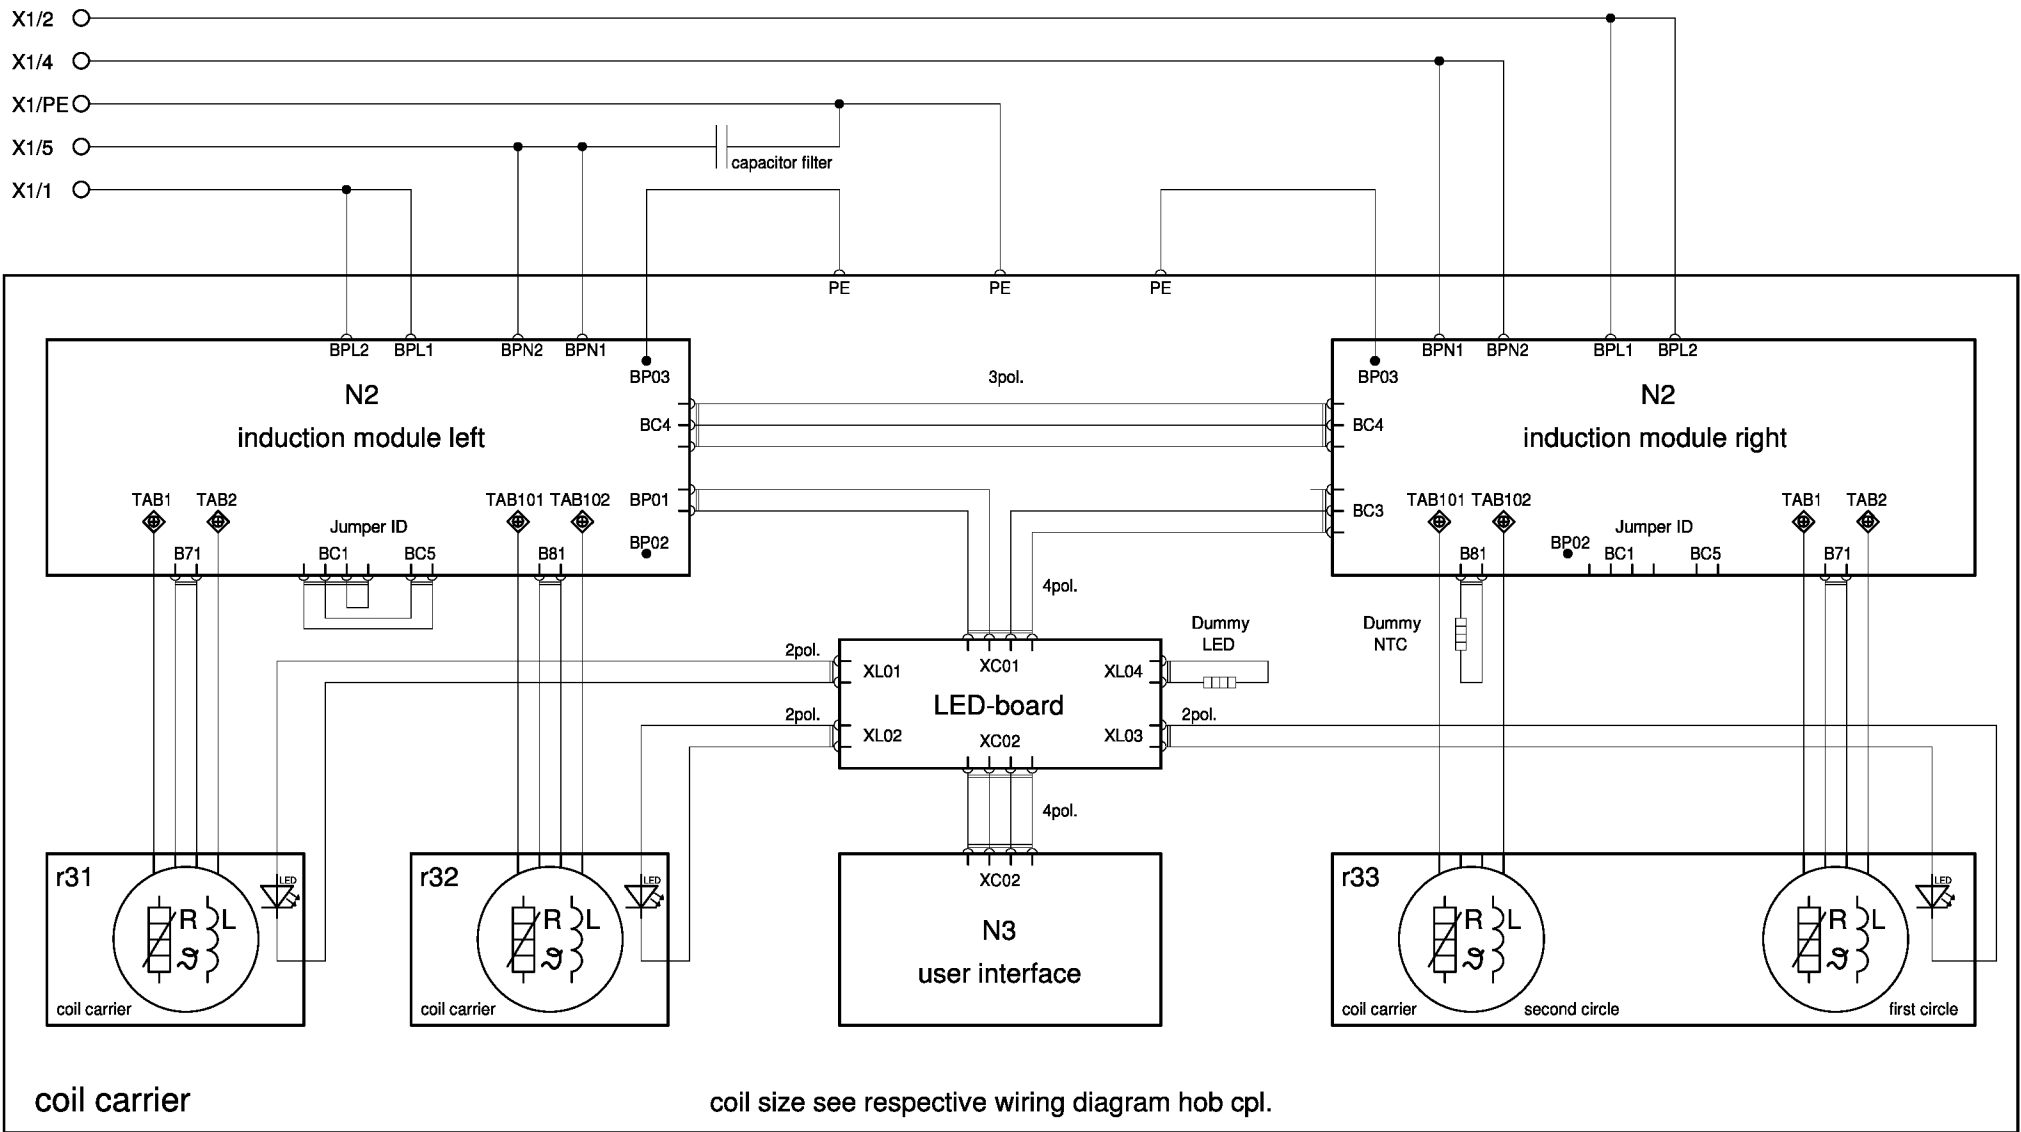 X1/2
X1/4
X1/PE
X1/5
capacitor filter
X1/1
PE PE PE
BPL2 BPL1 BPN2 BPN1
BP03
N2
induction module left
BC4
TAB1 TAB2
TAB101 TAB102
BP01
Jumper ID
BP02
B71 BC1 BC5 B81
3pol.
BPN1 BPN2 BPL1 BPL2
BP03
N2
induction module right
BC4
BC3
TAB101 TAB102
TAB1 TAB2
Jumper ID
BP02
B81 BC1 BC5 B71
4pol.
Dummy
LED
Dummy
NTC
2pol.
XL01 XC01 XL04
LED-board
2pol.
2pol.
XL02 XC02 XL03
4pol.
r31
LED
R L
ϑ
coil carrier
r32
LED
R L
ϑ
coil carrier
XC02
N3
user interface
r33
R L
ϑ
coil carrier
second circle
LED
R L
ϑ
first circle
coil carrier
coil size see respective wiring diagram hob cpl.